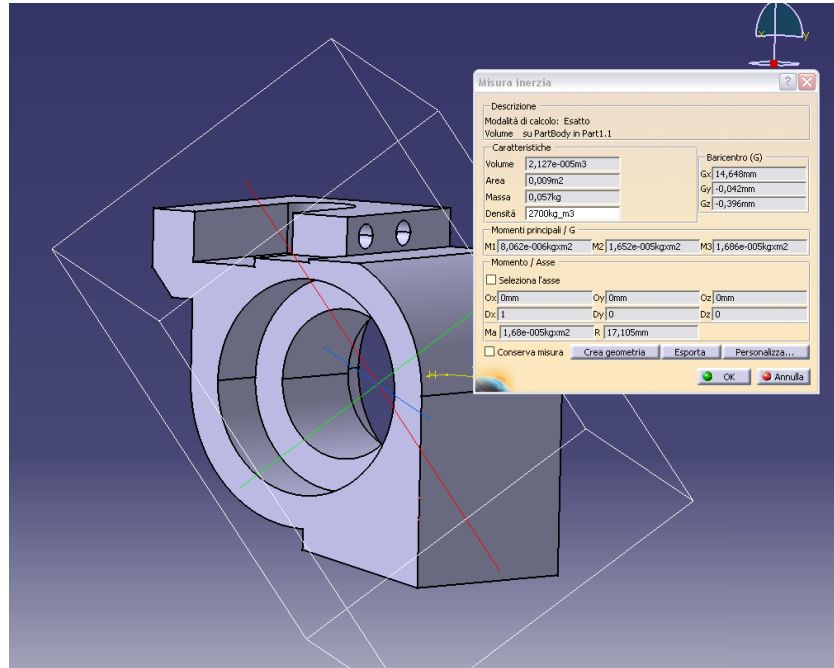 x y
Misura inerzia
Descrizione
Modalità di calcolo: Esatto
Volume su PartBody in Part1.1
Caratteristiche
Volume 2,127e-005m3
Area 0,009m2
Massa 0,057kg
Densità 2700kg_m3
Baricentro (G)
Gx 14,648mm
Gy -0,042mm
Gz -0,396mm
Momenti principali / G
M1 8,062e-006kgxm2 M2 1,652e-005kgxm2 M3 1,686e-005kgxm2
Momento / Asse
Seleziona l'asse
Ox 0mm Oy 0mm Oz 0mm
Dx 1 Dy 0 Dz 0
Ma 1,68e-005kgxm2 R 17,105mm
Conserva misura Crea geometria Esporta Personalizza...
OK Annulla
H